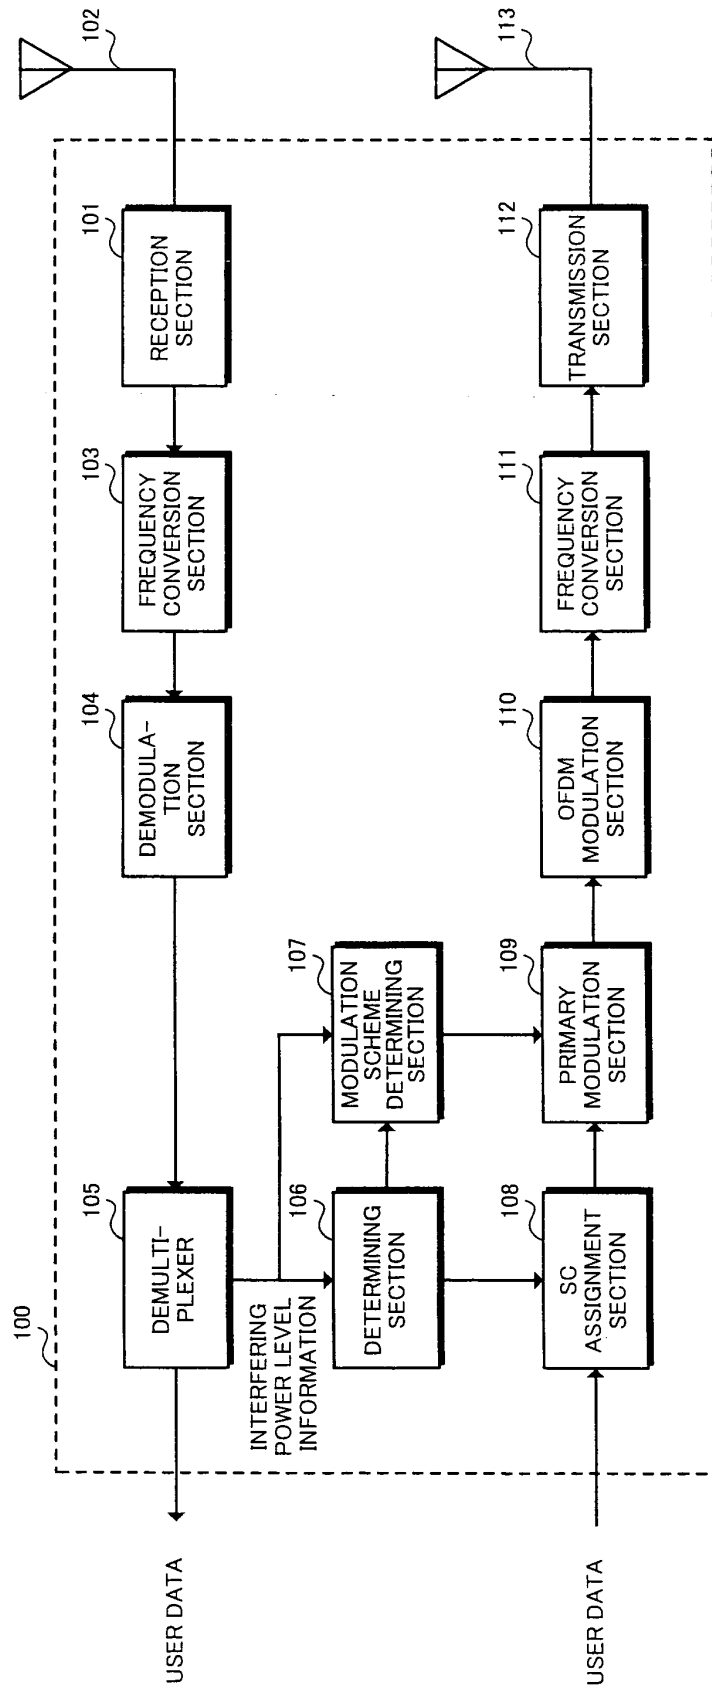 100
USER DATA
105
DEMULTI-
PLEXER
104
DEMODULA-
TION
SECTION
103
FREQUENCY
CONVERSION
SECTION
101
RECEPTION
SECTION
102
INTERFERING
POWER LEVEL
INFORMATION
106
DETERMINING
SECTION
107
MODULATION
SCHEME
DETERMINING
SECTION
USER DATA
108
SC
ASSIGNMENT
SECTION
109
PRIMARY
MODULATION
SECTION
110
OFDM
MODULATION
SECTION
111
FREQUENCY
CONVERSION
SECTION
112
TRANSMISSION
SECTION
113